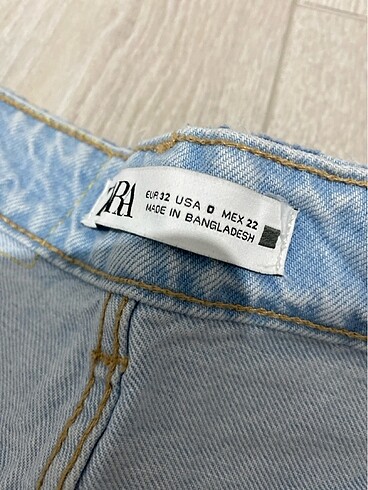 ZARA
EUR 32 USA 0 MEX 22
MADE IN BANGLADESH